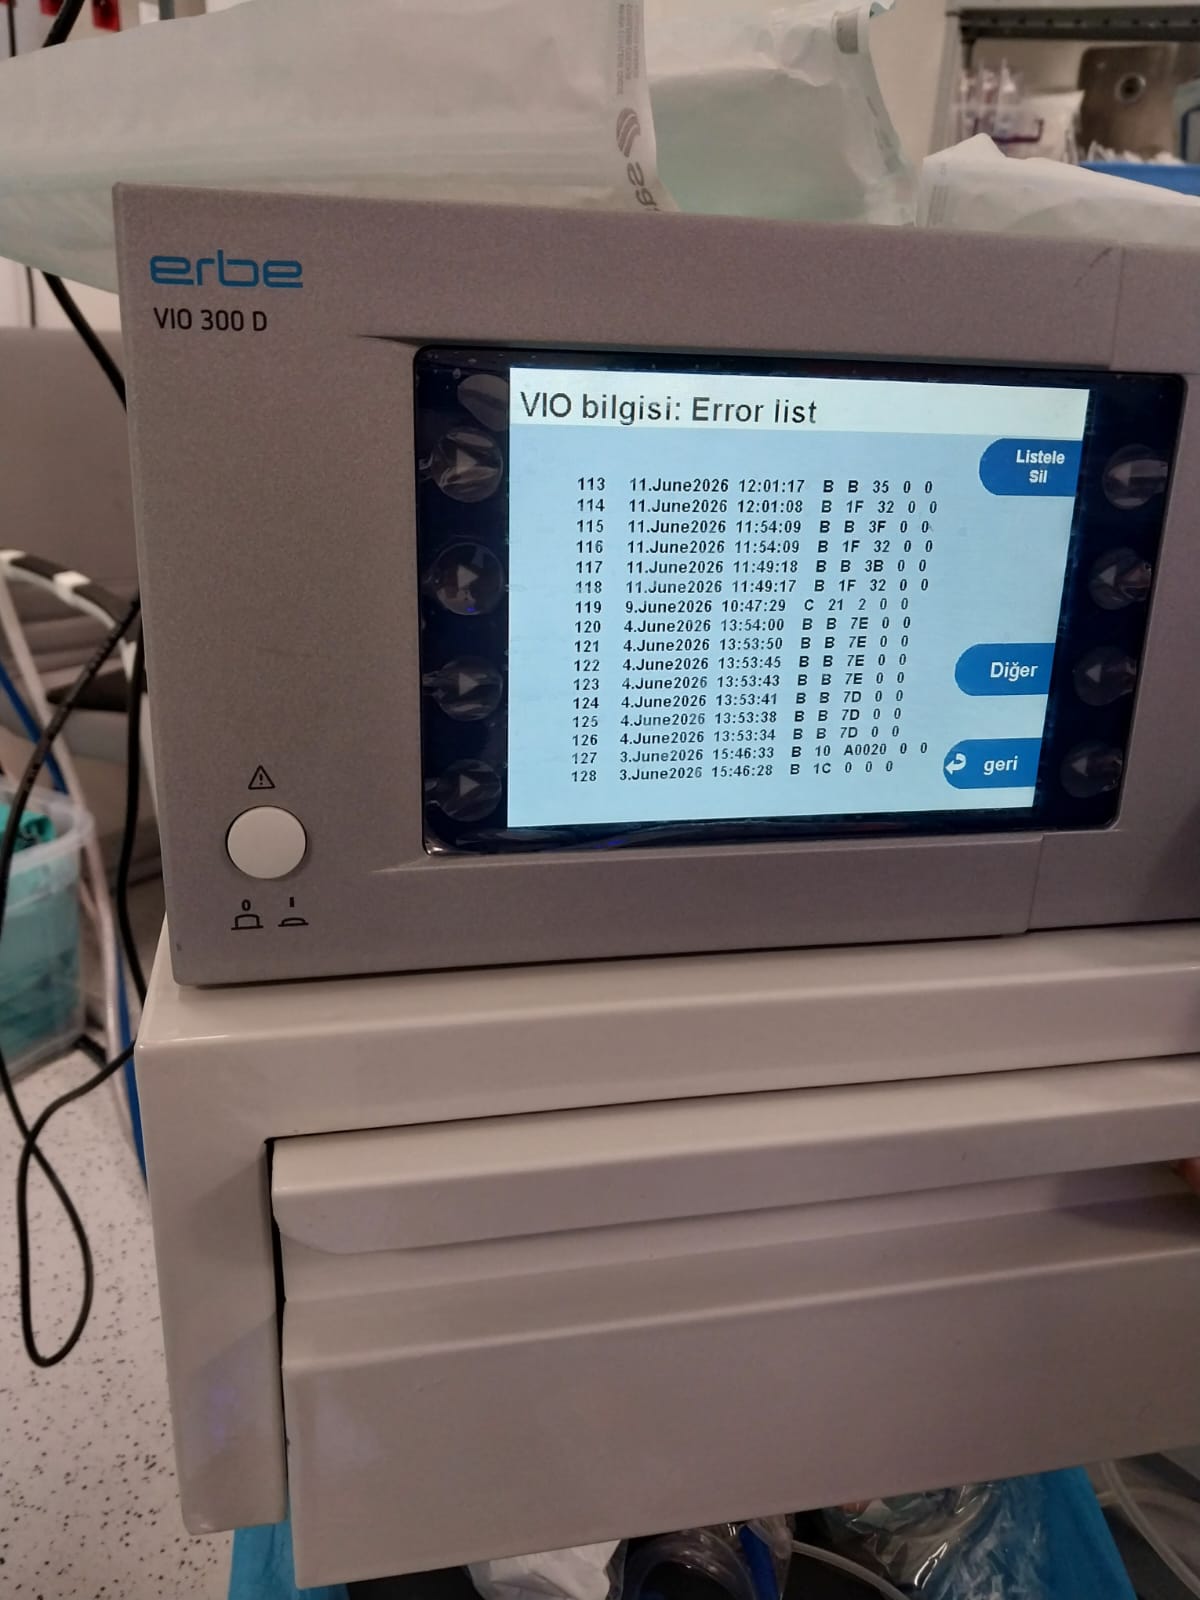 erbe
VIO 300 D
VIO bilgisi: Error list
Listele
Sil
113 11.June2026 12:01:17 B B 35 0 0
114 11.June2026 12:01:08 B 1F 32 0 0
115 11.June2026 11:54:09 B B 3F 0 0
116 11.June2026 11:54:09 B 1F 32 0 0
117 11.June2026 11:49:18 B B 3B 0 0
118 11.June2026 11:49:17 B 1F 32 0 0
119 9.June2026 10:47:29 C 21 2 0 0
120 4.June2026 13:54:00 B B 7E 0 0
121 4.June2026 13:53:50 B B 7E 0 0
122 4.June2026 13:53:45 B B 7E 0 0
123 4.June2026 13:53:43 B B 7E 0 0
124 4.June2026 13:53:41 B B 7D 0 0
125 4.June2026 13:53:38 B B 7D 0 0
126 4.June2026 13:53:34 B B 7D 0 0
127 3.June2026 15:46:33 B 10 A0020 0 0
128 3.June2026 15:46:28 B 1C 0 0 0
Diğer
geri
0 I